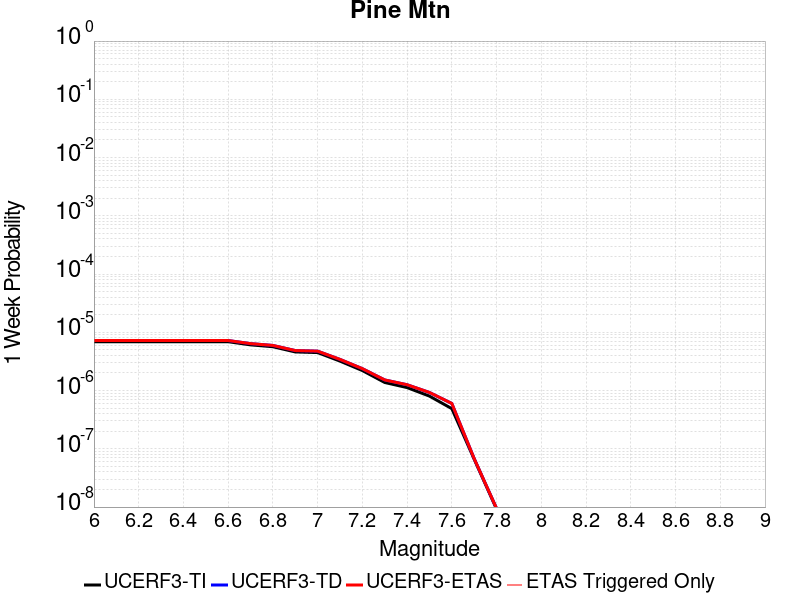 Pine Mtn
10^0
10^-1
10^-2
10^-3
10^-4
10^-5
10^-6
10^-7
10^-8
1 Week Probability
6 6.2 6.4 6.6 6.8 7 7.2 7.4 7.6 7.8 8 8.2 8.4 8.6 8.8 9
Magnitude
UCERF3-TI UCERF3-TD UCERF3-ETAS ETAS Triggered Only